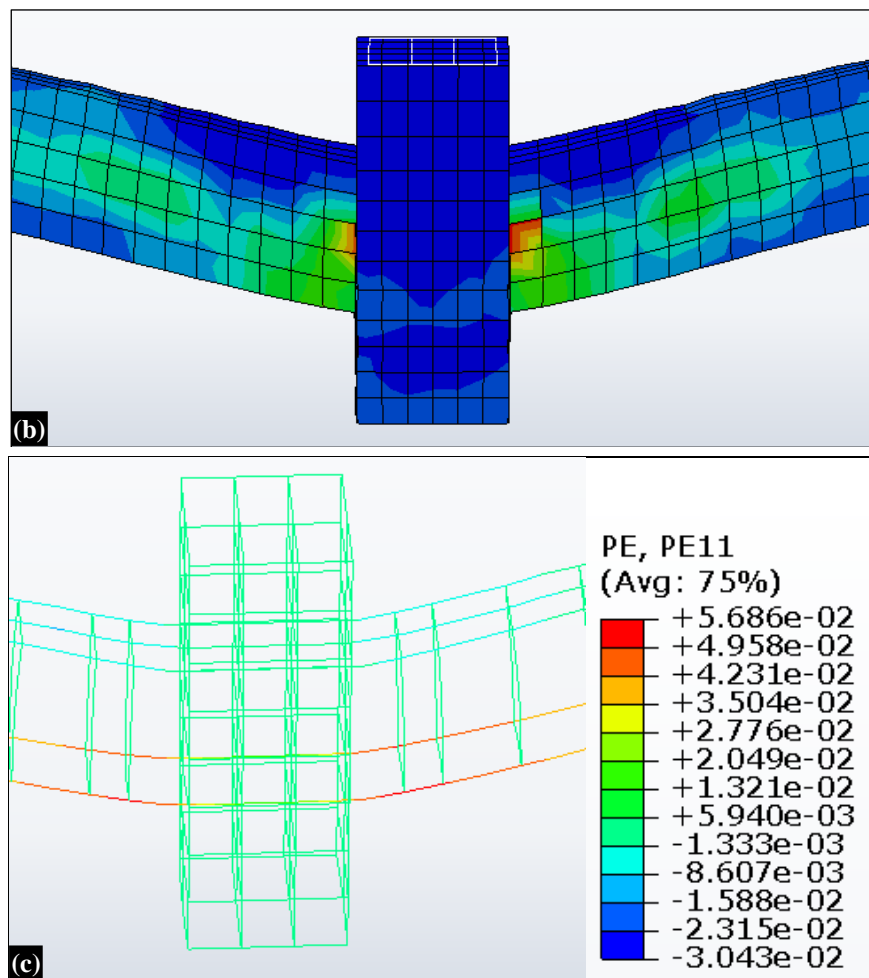 (b)
PE, PE11
(Avg: 75%)
+5.686e-02
+4.958e-02
+4.231e-02
+3.504e-02
+2.776e-02
+2.049e-02
+1.321e-02
+5.940e-03
-1.333e-03
-8.607e-03
-1.588e-02
-2.315e-02
-3.043e-02
(c)